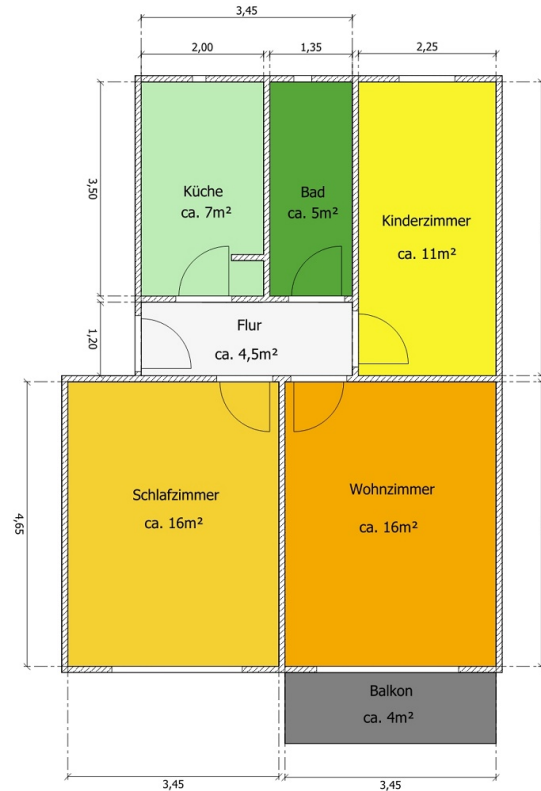 3,45
2,00
1,35
2,25
3,50
Küche
ca. 7m²
Bad
ca. 5m²
Kinderzimmer
ca. 11m²
1,20
Flur
ca. 4,5m²
4,65
Schlafzimmer
ca. 16m²
Wohnzimmer
ca. 16m²
Balkon
ca. 4m²
3,45
3,45